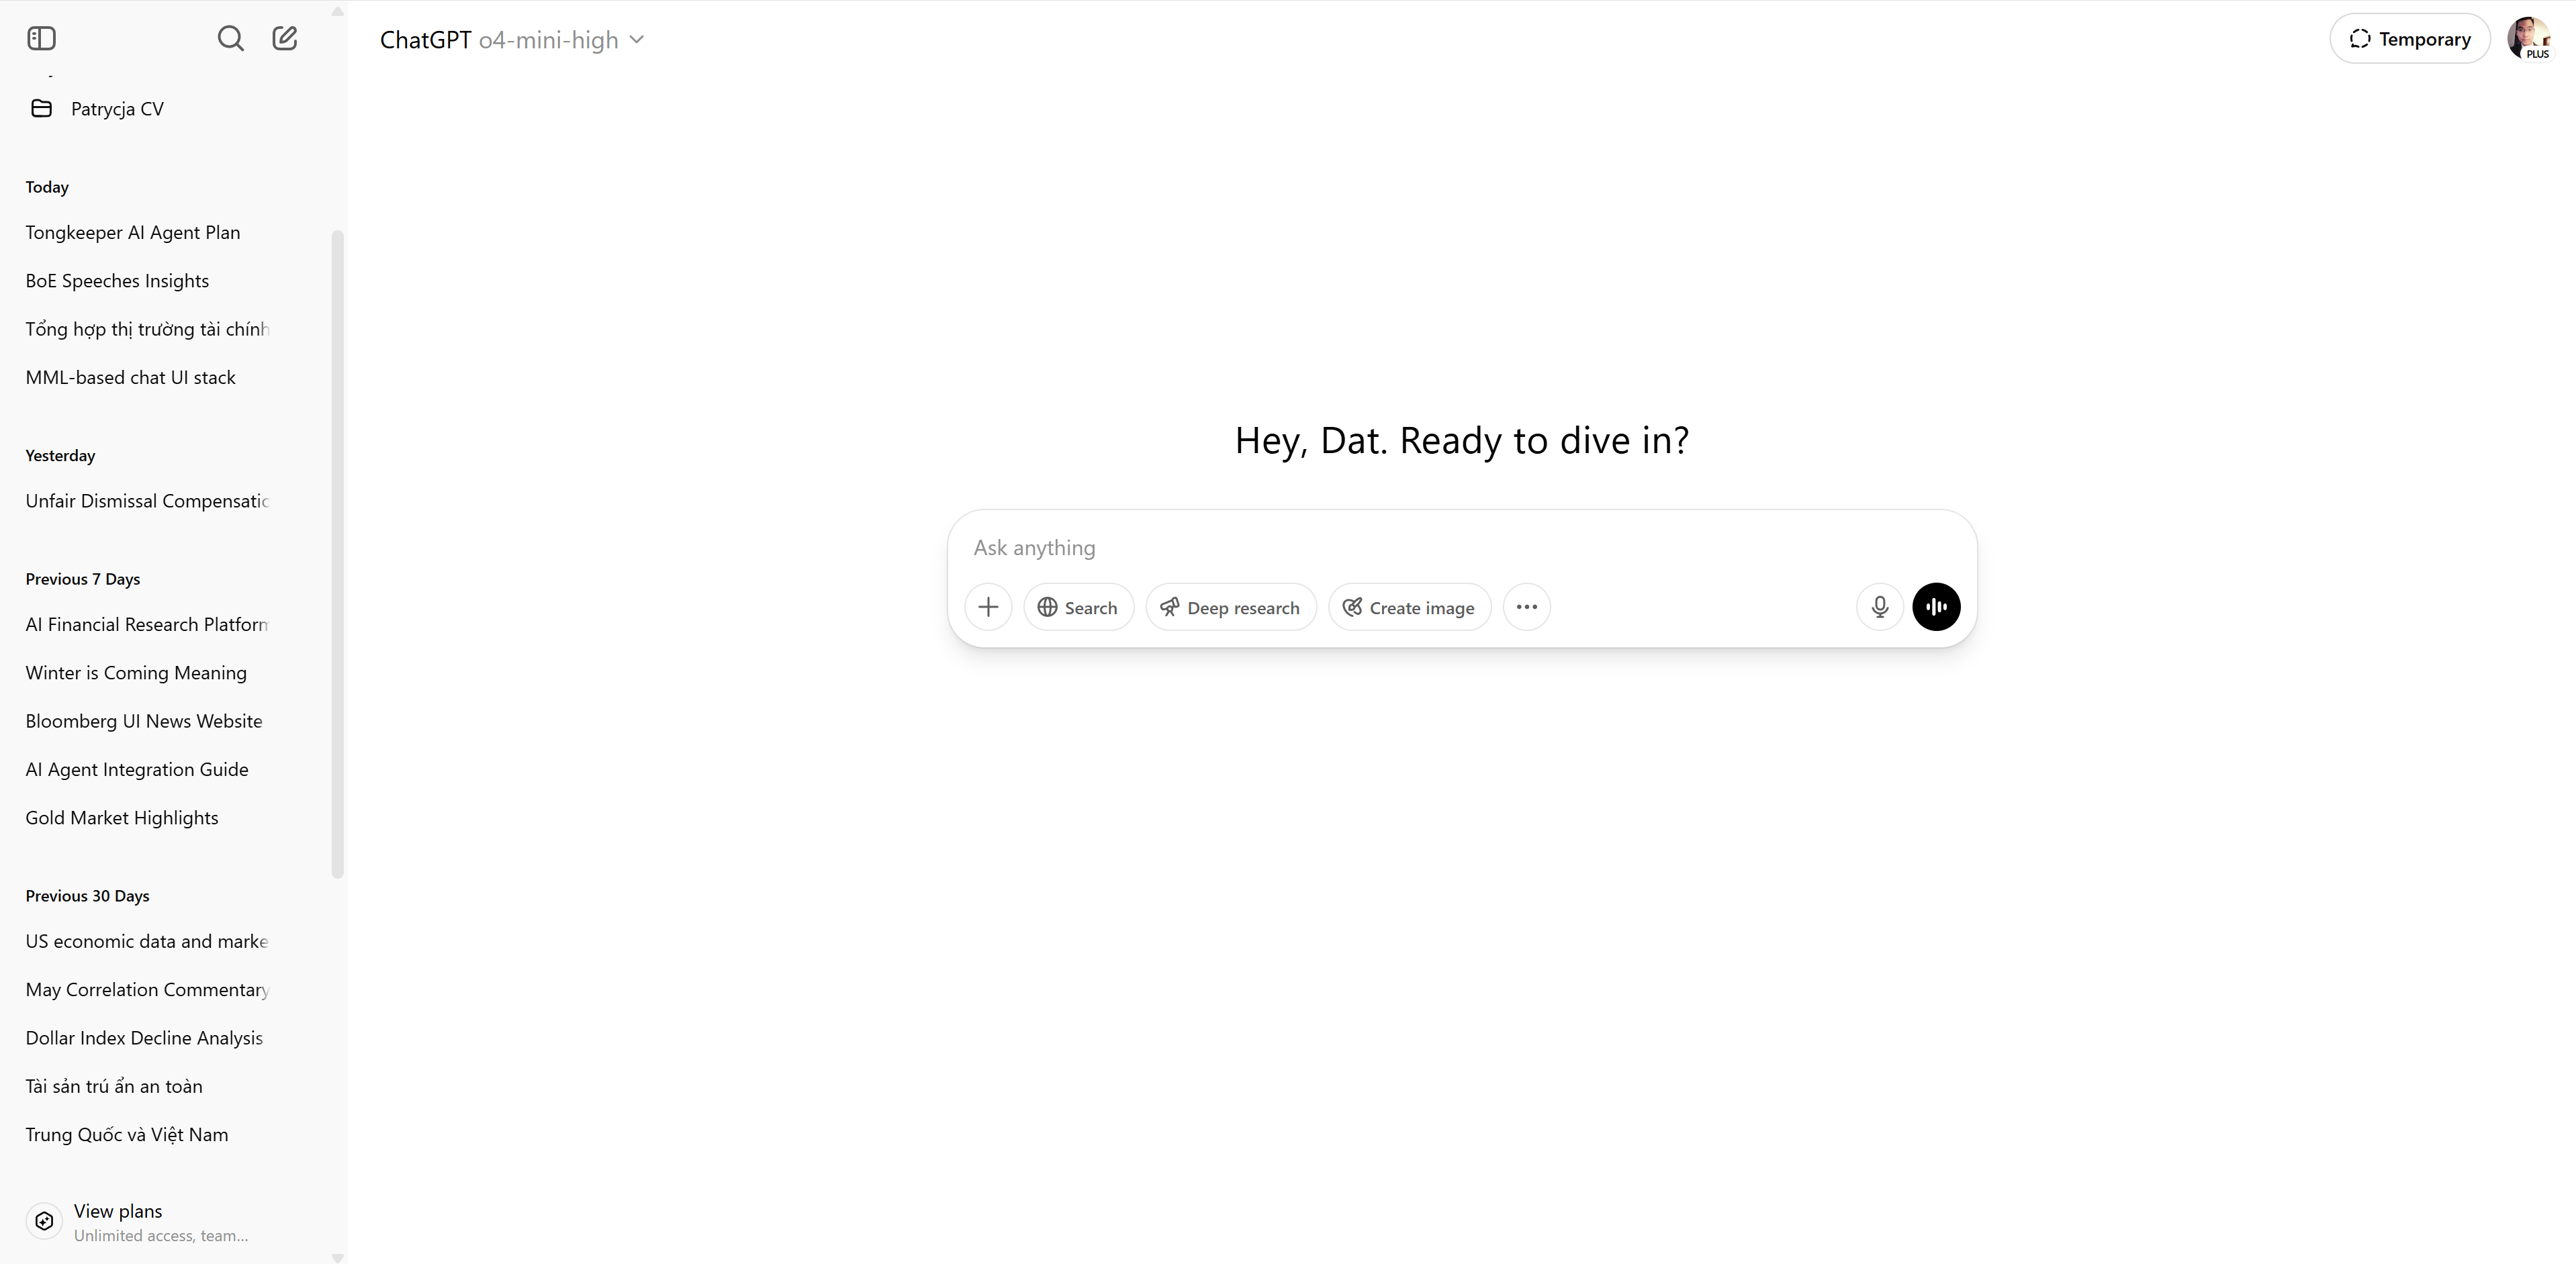 ChatGPT o4-mini-high
Temporary
PLUS
Patrycja CV
Today
Tongkeeper AI Agent Plan
BoE Speeches Insights
Tổng hợp thị trường tài chính
MML-based chat UI stack
Yesterday
Unfair Dismissal Compensatio
Previous 7 Days
AI Financial Research Platform
Winter is Coming Meaning
Bloomberg UI News Website
AI Agent Integration Guide
Gold Market Highlights
Previous 30 Days
US economic data and marke
May Correlation Commentary
Dollar Index Decline Analysis
Tài sản trú ẩn an toàn
Trung Quốc và Việt Nam
View plans
Unlimited access, team...
Hey, Dat. Ready to dive in?
Ask anything
Search
Deep research
Create image